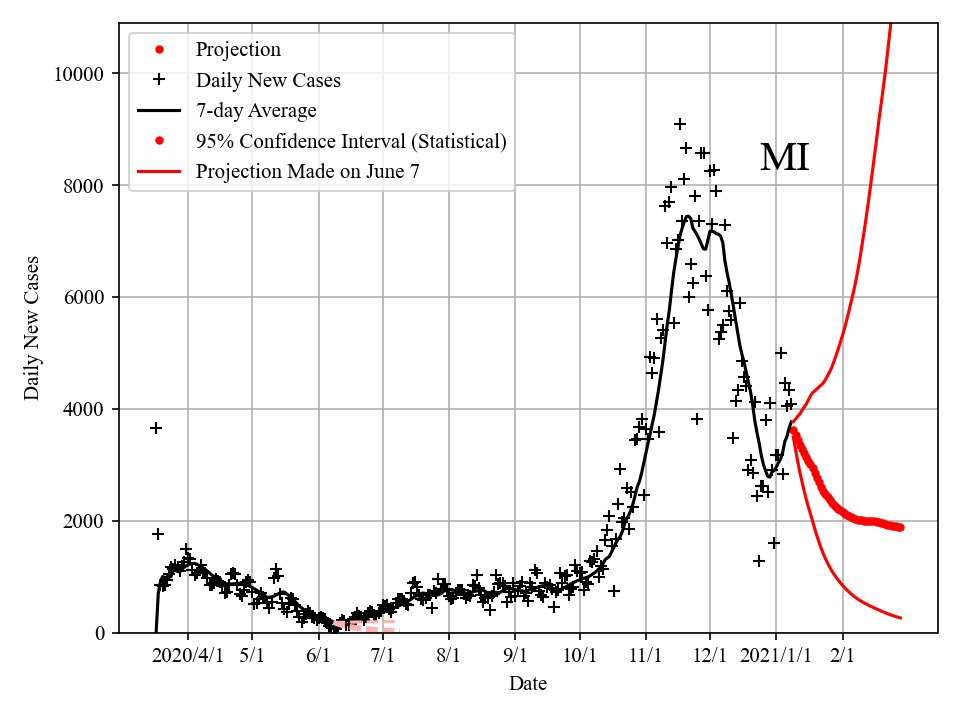 Projection
Daily New Cases
7-day Average
95% Confidence Interval (Statistical)
Projection Made on June 7
MI
Daily New Cases
10000
8000
6000
4000
2000
0
2020/4/1 5/1 6/1 7/1 8/1 9/1 10/1 11/1 12/1 2021/1/1 2/1
Date